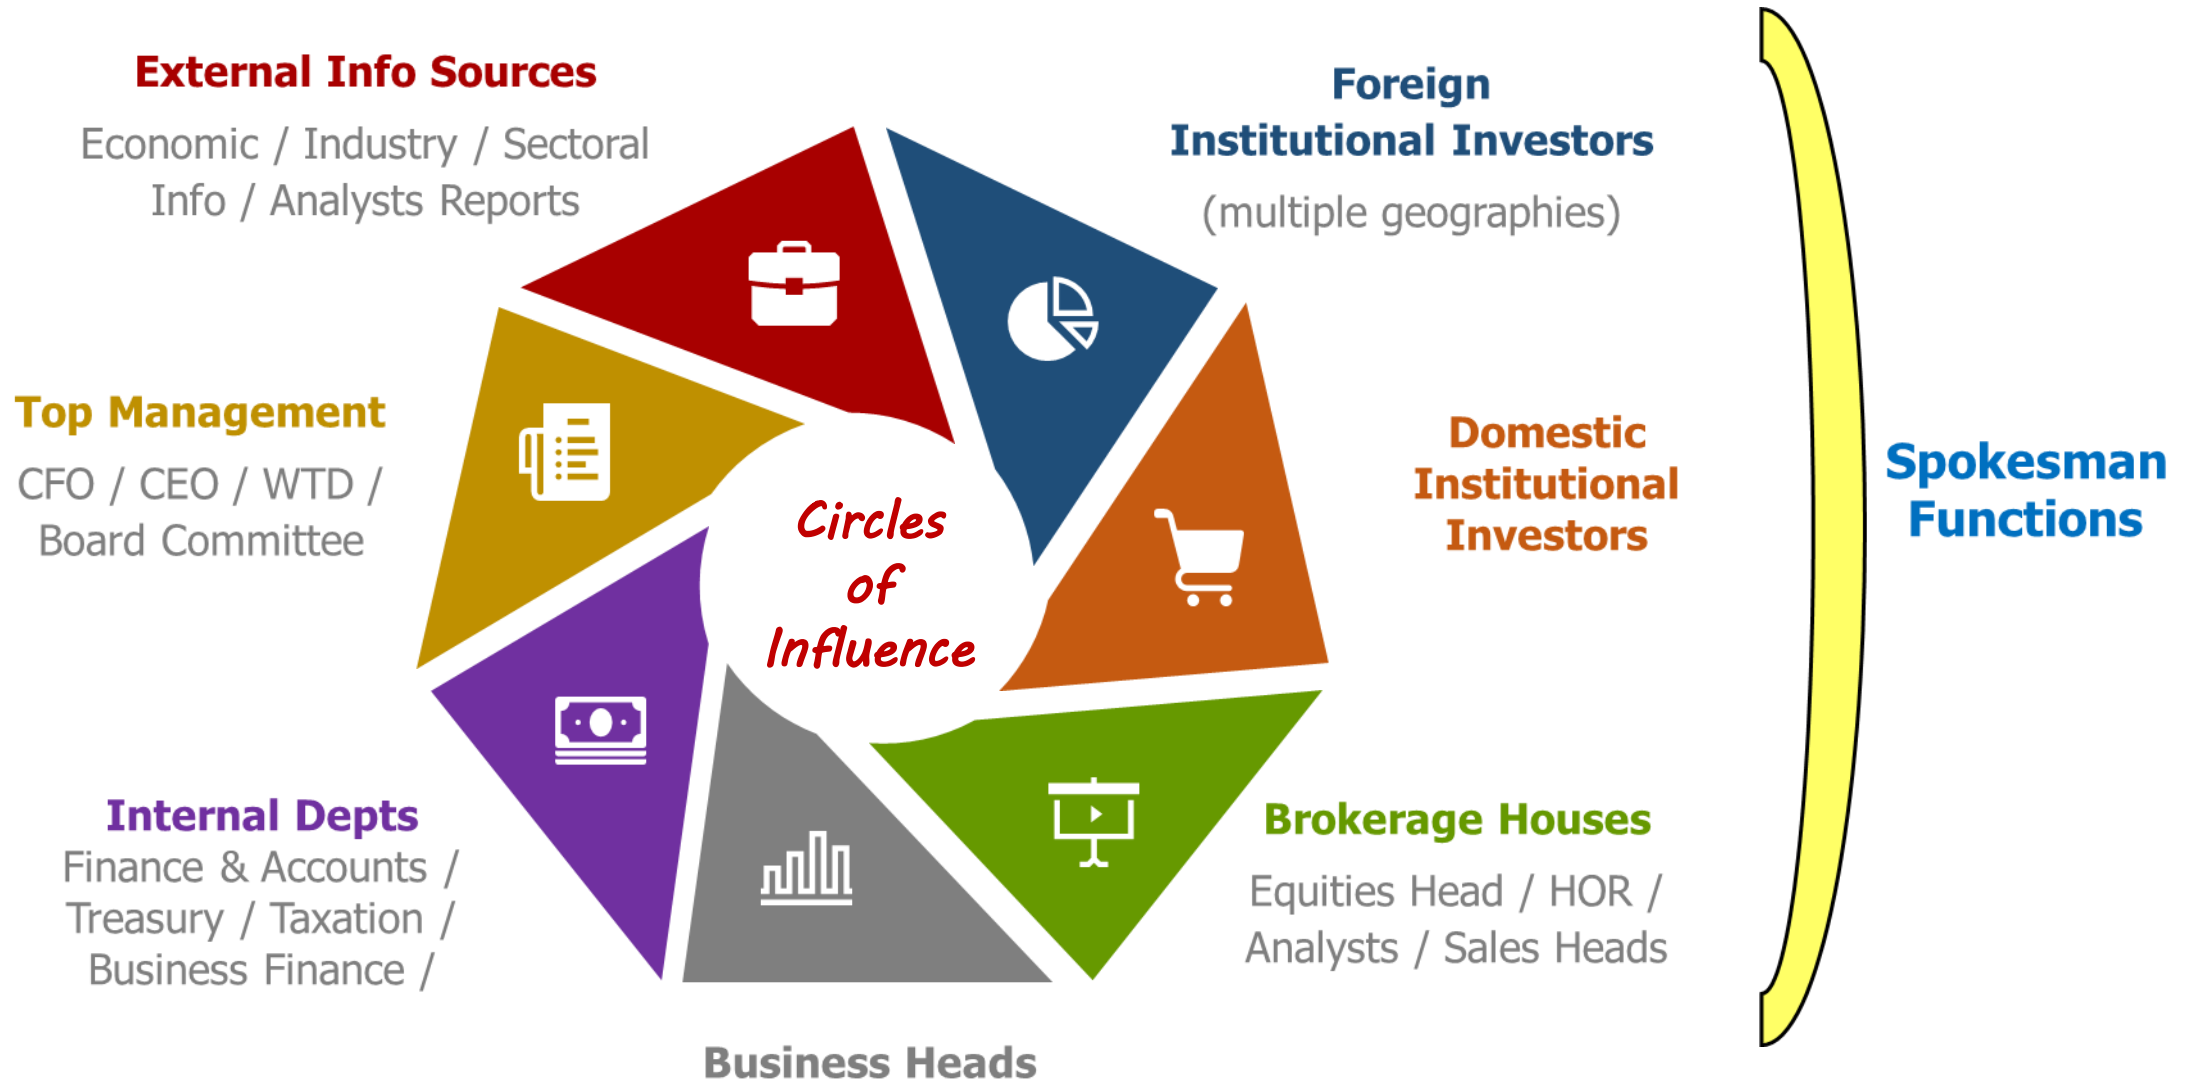 External Info Sources
Economic / Industry / Sectoral
Info / Analysts Reports
Foreign
Institutional Investors
(multiple geographies)
Top Management
CFO / CEO / WTD /
Board Committee
Circles
of
Influence
Domestic
Institutional
Investors
Spokesman
Functions
Internal Depts
Finance & Accounts /
Treasury / Taxation /
Business Finance /
Brokerage Houses
Equities Head / HOR /
Analysts / Sales Heads
Business Heads